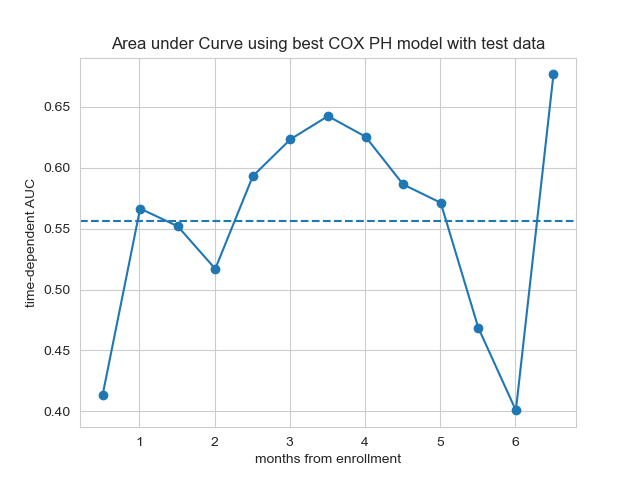 Area under Curve using best COX PH model with test data
time-dependent AUC
0.65
0.60
0.55
0.50
0.45
0.40
1 2 3 4 5 6
months from enrollment